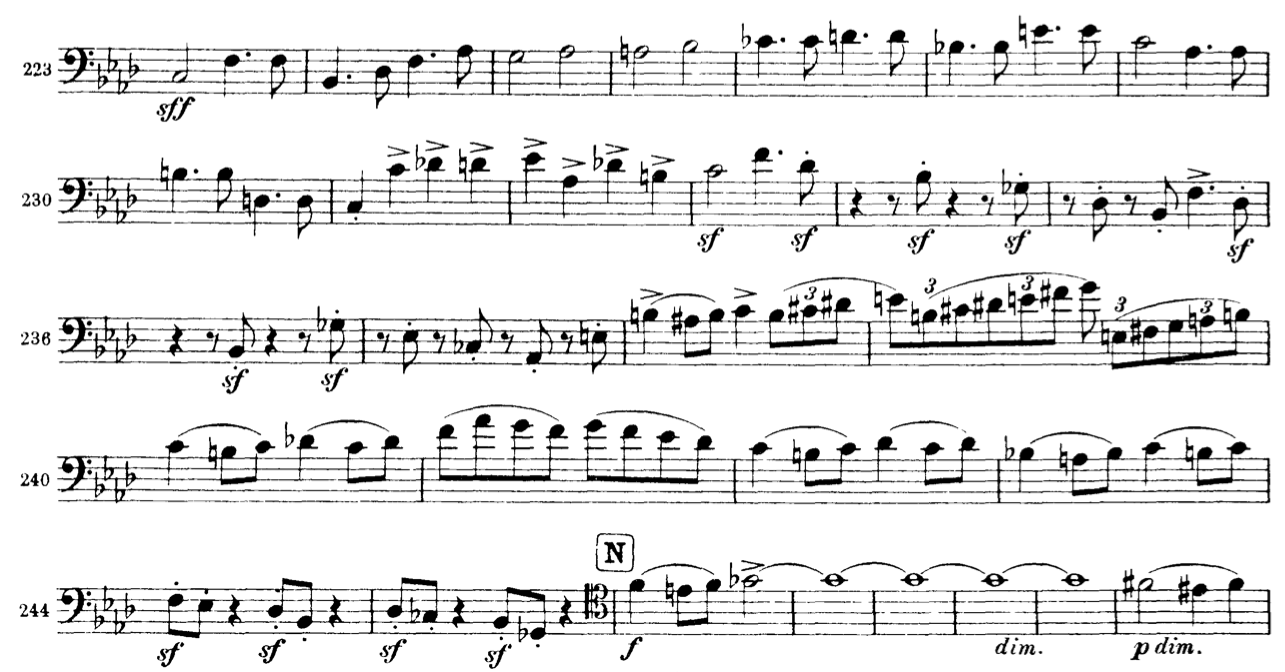 223
sff
230
sf sf sf sf sf
236
sf sf 3 3 3 3 3
240
N
244
sf sf sf sf f dim. p dim.